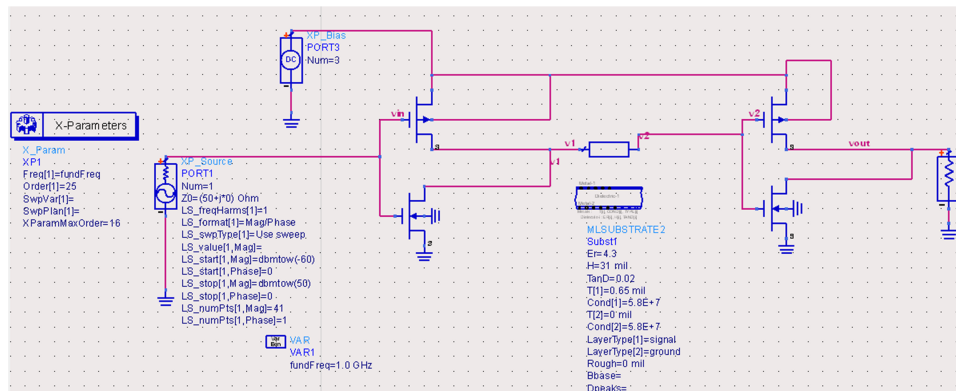 XP_Bias
PORT3
Num=3
DC
X-Parameters
X_Param
XP1
Freq[1]=fundFreq
Order[1]=25
SwpVar[1]=
SwpPlan[1]=
XParamMaxOrder=16
XP_Source
PORT1
Num=1
Z0=(50+j*0) Ohm
LS_freqHarms[1]=1
LS_format[1]=Mag/Phase
LS_swpType[1]=Use sweep
LS_value[1,Mag]=
LS_start[1,Mag]=dbmtow(-60)
LS_start[1,Phase]=0
LS_stop[1,Mag]=dbmtow(50)
LS_stop[1,Phase]=0
LS_numPts[1,Mag]=41
LS_numPts[1,Phase]=1
Var
Eqn
VAR
VAR1
fundFreq=1.0 GHz
vin
v1
v1
v2
v2
vout
MLSUBSTRATE2
Subst1
Er=4.3
H=31 mil
TanD=0.02
T[1]=0.65 mil
Cond[1]=5.8E+7
T[2]=0 mil
Cond[2]=5.8E+7
LayerType[1]=signal
LayerType[2]=ground
Rough=0 mil
Bbase=
Dpeaks=